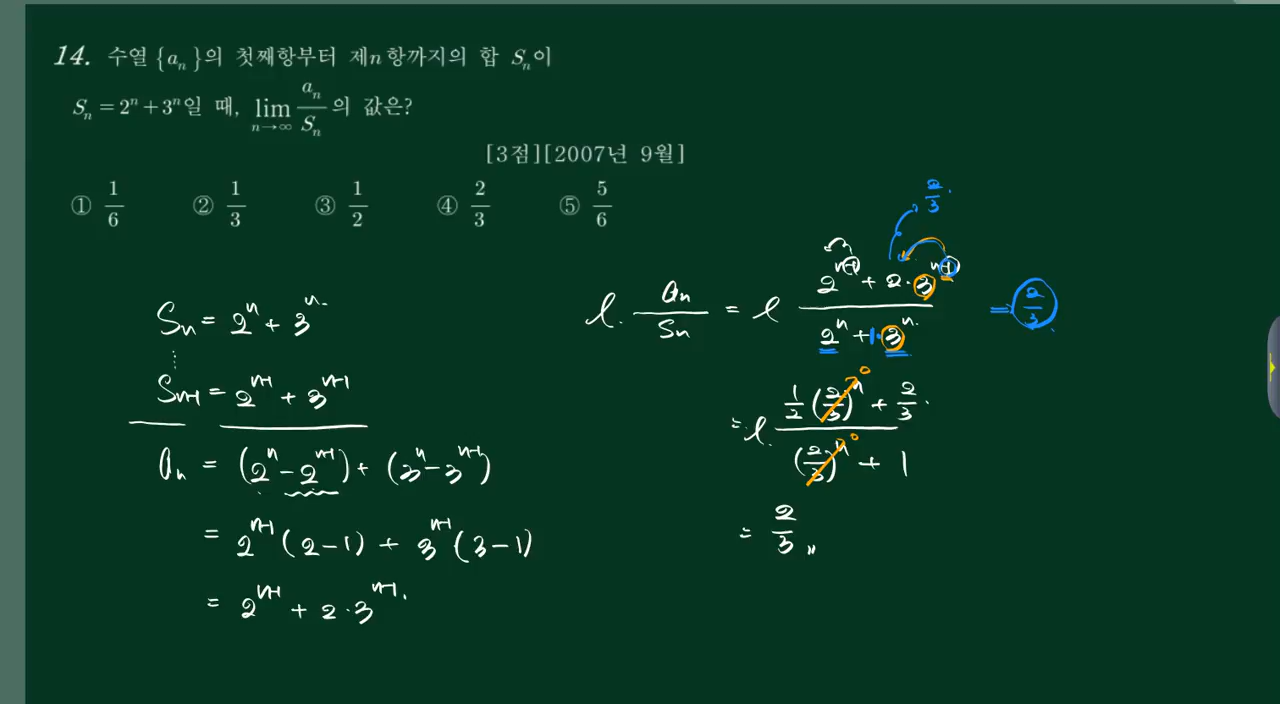 14. 수열 {aₙ}의 첫째항부터 제n항까지의 합 Sₙ이
Sₙ = 2ⁿ + 3ⁿ일 때, lim_{n→∞} aₙ/Sₙ 의 값은?
[3점][2007년 9월]
① 1/6 ② 1/3 ③ 1/2 ④ 2/3 ⑤ 5/6
Sₙ = 2ⁿ + 3ⁿ
Sₙ₋₁ = 2ⁿ⁻¹ + 3ⁿ⁻¹
aₙ = (2ⁿ - 2ⁿ⁻¹) + (3ⁿ - 3ⁿ⁻¹)
= 2ⁿ⁻¹(2-1) + 3ⁿ⁻¹(3-1)
= 2ⁿ⁻¹ + 2·3ⁿ⁻¹
2/3
l. aₙ/Sₙ = l (2ⁿ⁻¹ + 2·3ⁿ⁻¹)/(2ⁿ + 1·3ⁿ) = 2/3
= l. (1/2 (2/3)ⁿ + 2/3)/((2/3)ⁿ + 1)
0
0
= 2/3 〃